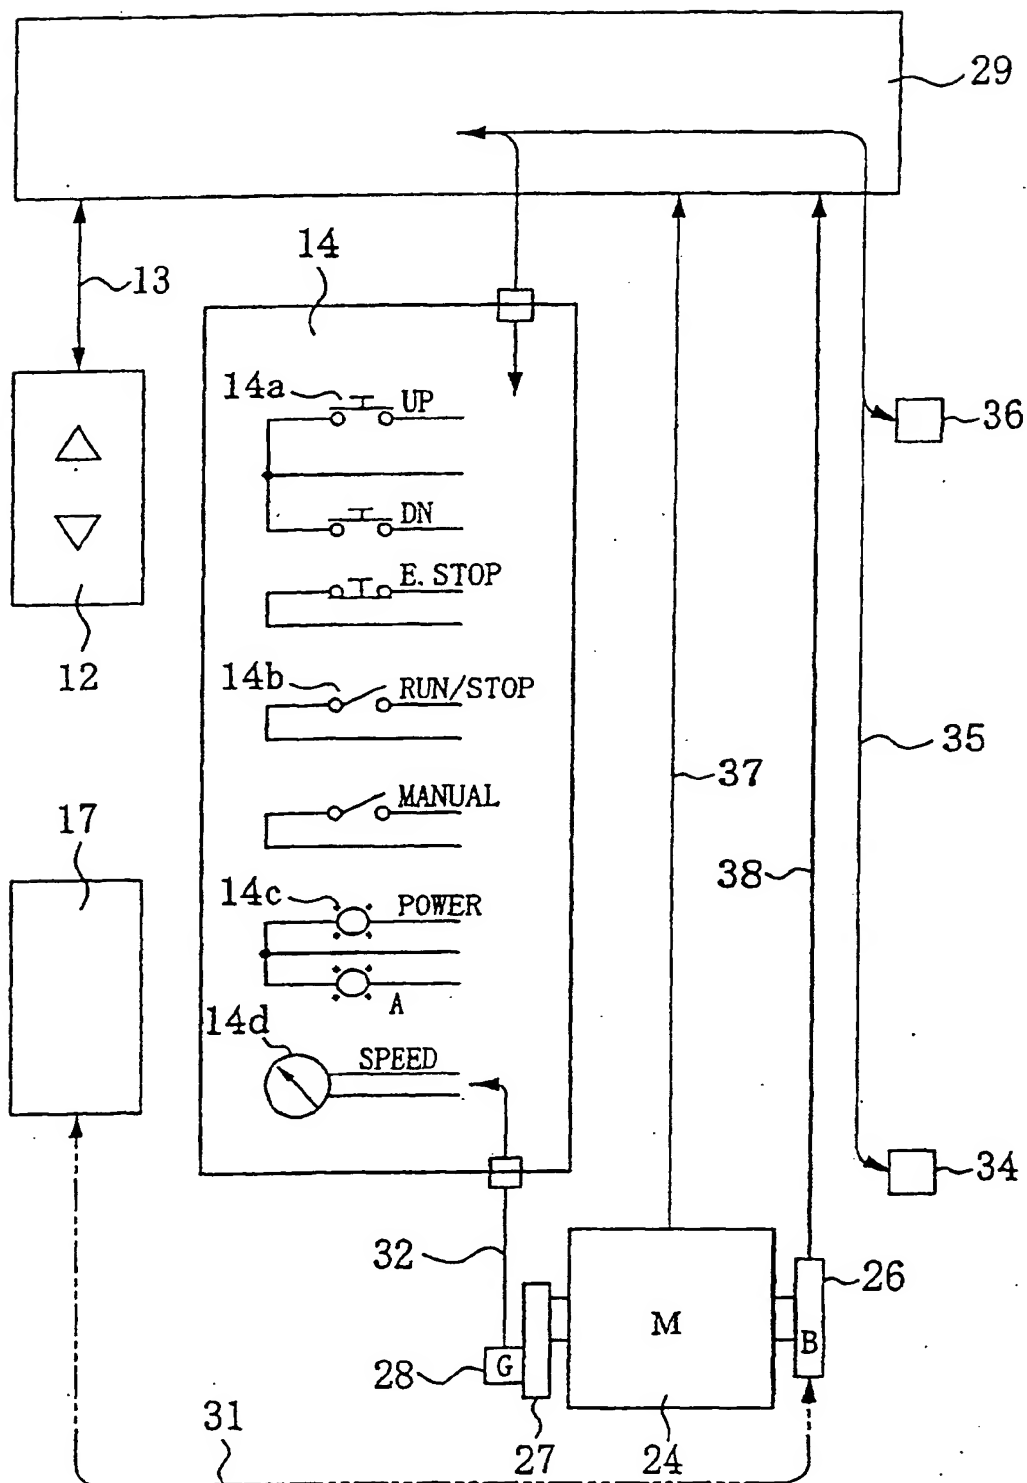 29
14
13
14a UP
36
DN
E.STOP
12
14b RUN/STOP
35
37
MANUAL
17
38
14c POWER
A
14d
SPEED
34
32
26
M
B
28 G
31
27
24